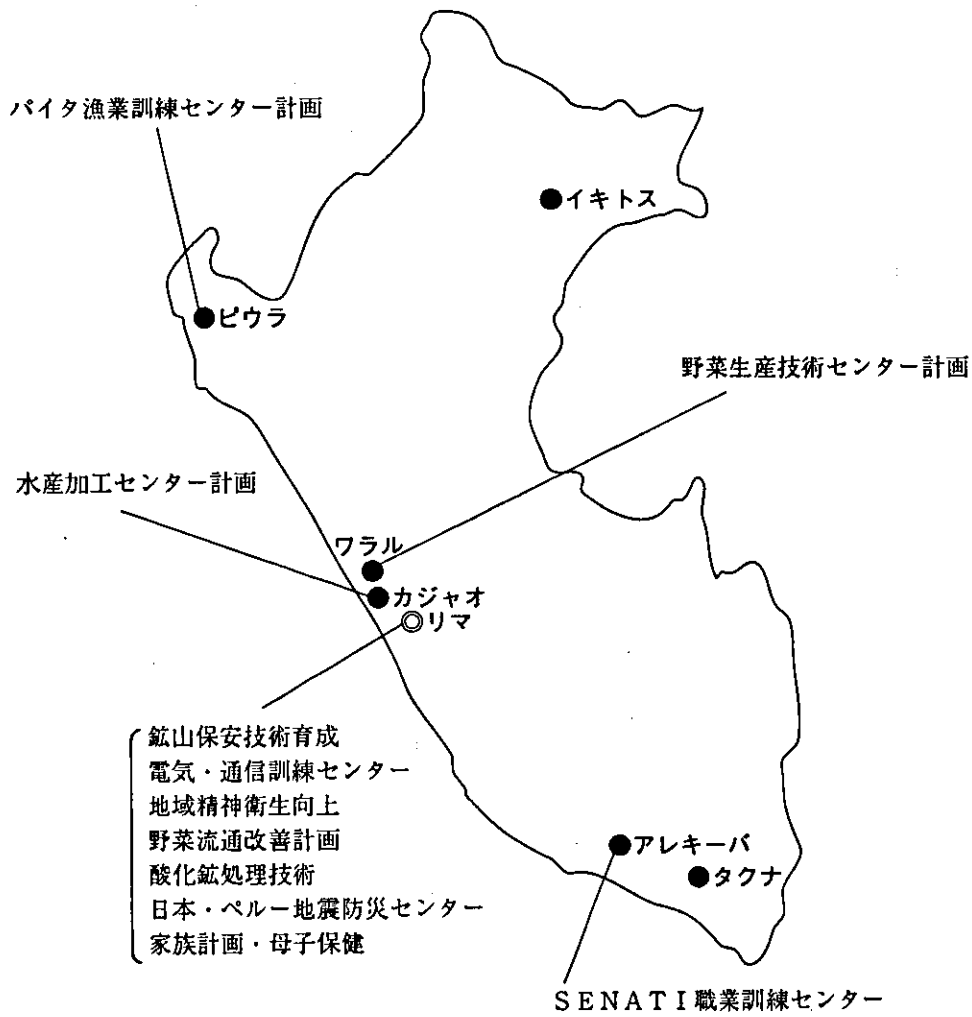 パイタ漁業訓練センター計画
イキトス
ピウラ
野菜生産技術センター計画
水産加工センター計画
ワラル
カジャオ
リマ
鉱山保安技術育成
電気・通信訓練センター
地域精神衛生向上
野菜流通改善計画
酸化鉱処理技術
日本・ペルー地震防災センター
家族計画・母子保健
アレキーパ
タクナ
SENATI職業訓練センター